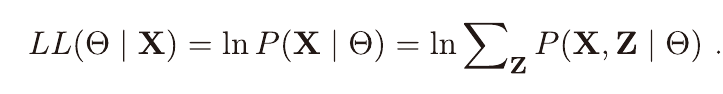 LL(Θ | X) = ln P(X | Θ) = ln ∑_Z P(X, Z | Θ) .